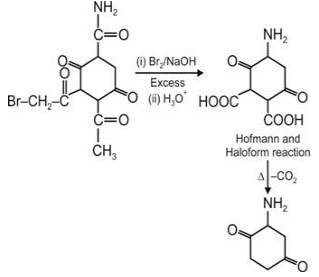 NH₂
C=O
O
O
Br–CH₂–C
O
C=O
CH₃
(i) Br₂/NaOH
Excess
(ii) H₃O⁺
NH₂
O
HOOC
O
COOH
Hofmann and
Haloform reaction
Δ –CO₂
NH₂
O
O